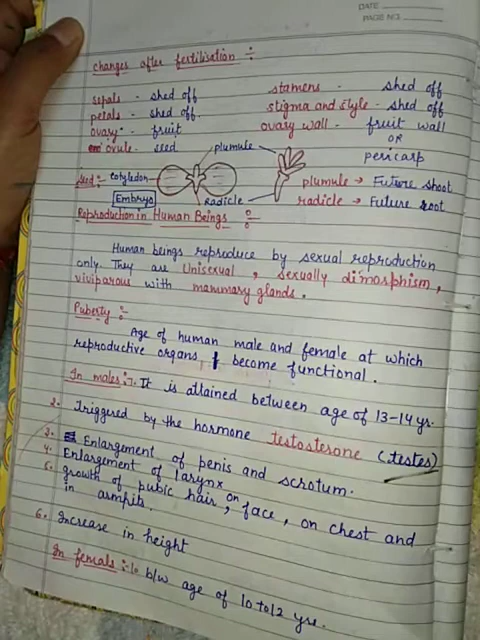 DATE
PAGE NO.
Changes after fertilisation :-
sepals - shed off
petals - shed off.
ovary - fruit
ovule - seed
stamens - shed off
stigma and style - shed off
ovary wall - fruit wall
OR
pericarp
plumule
Seed :- cotyledon
Embryo
Radicle
plumule → Future shoot
radicle → Future root
Reproduction in Human Beings :-
Human beings reproduce by sexual reproduction
only. They are Unisexual, sexually dimorphism,
viviparous with mammary glands.
Puberty :-
Age of human male and female at which
reproductive organs, become functional.
In males :- 1. It is attained between age of 13-14 yr.
2. Triggered by the hormone testosterone (testes)
3. Enlargement of penis and scrotum.
4. Enlargement of larynx
5. growth of pubic hair, on face, on chest and
in armpits.
6. Increase in height
In femals :- 1. b/w age of 10 to 12 yrs.